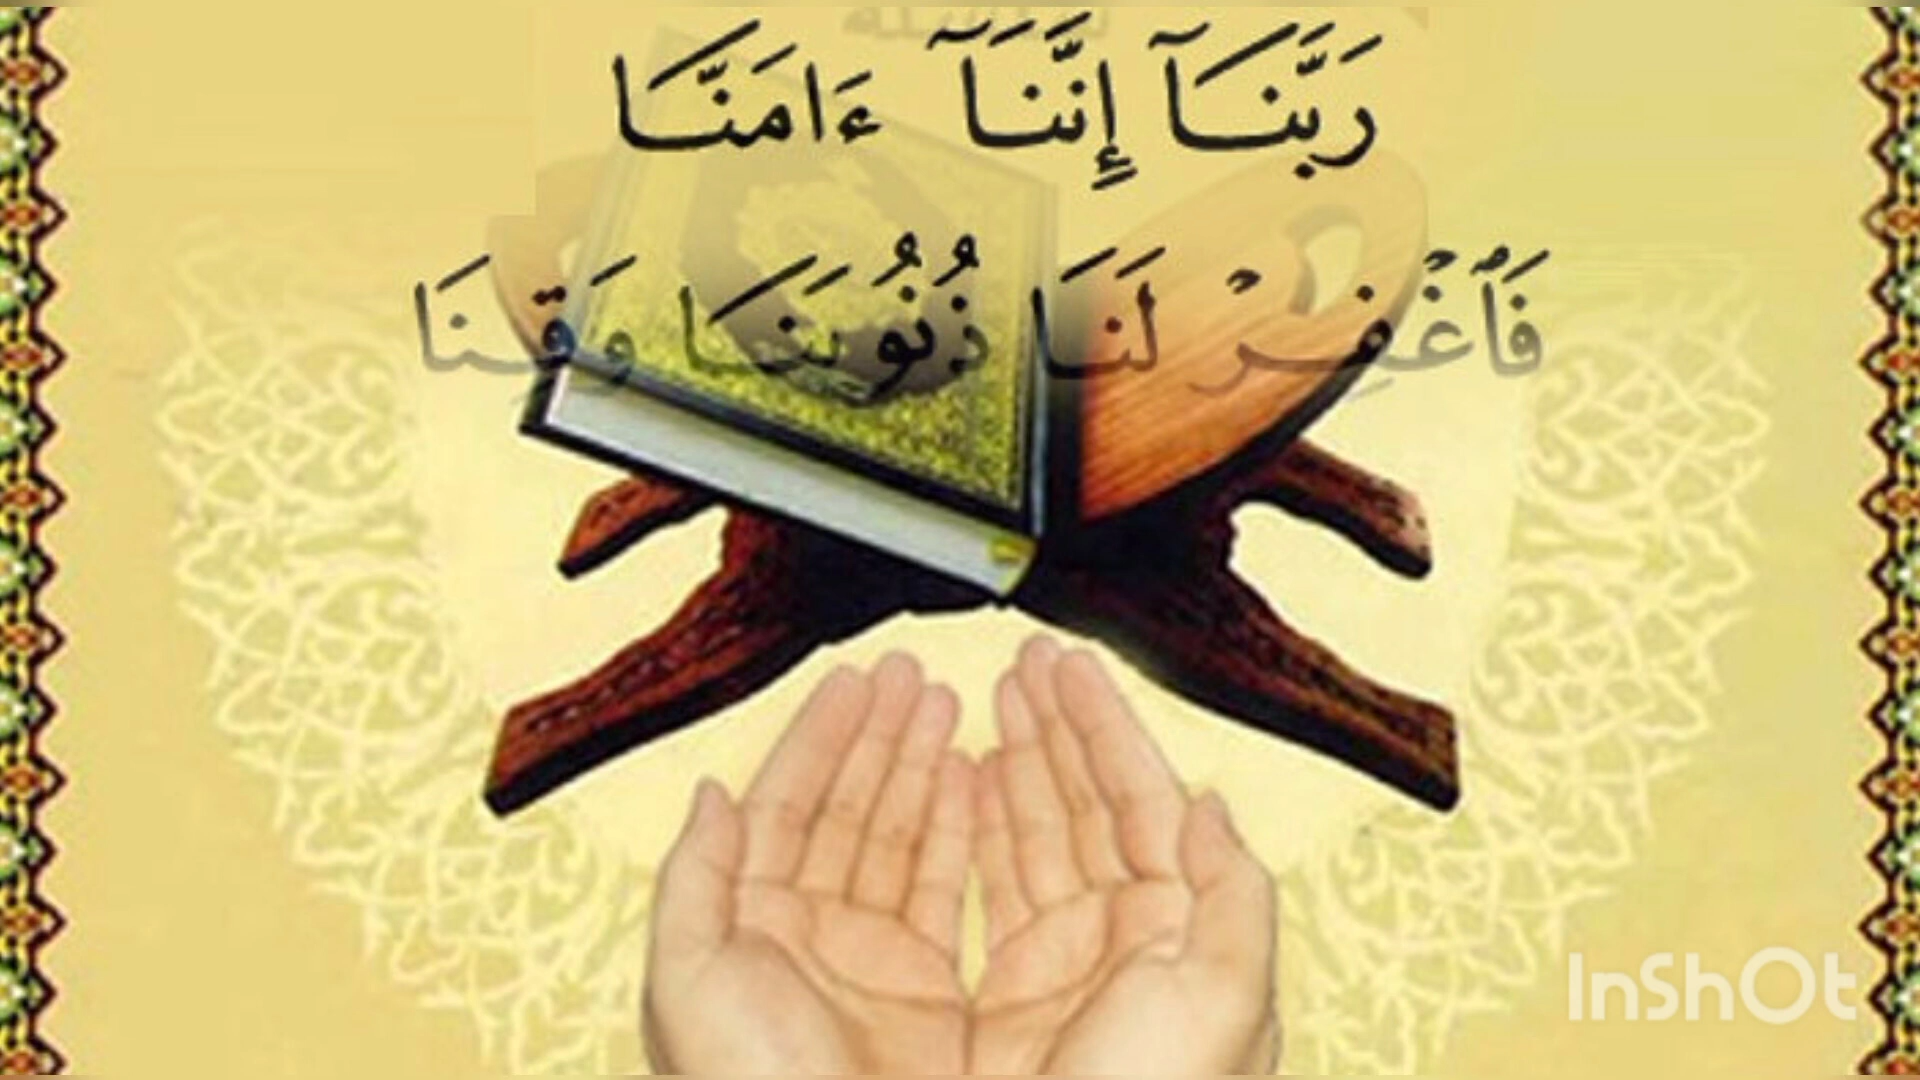 رَبَّنَآ إِنَّنَآ ءَامَنَّا
فَٱغْفِرْ لَنَا ذُنُوبَنَا وَقِنَا
InShOt